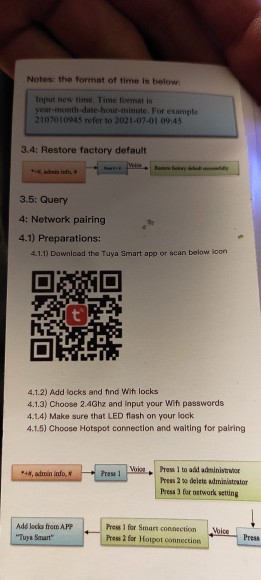 Notes: the format of time is below:
Input new time. Time format is
year-month-date-hour-minute. For example
2107010945 refer to 2021-07-01 09:45
3.4: Restore factory default
admin info, #
Voice
Restore factory default successfully
3.5: Query
4: Network pairing
4.1) Preparations:
4.1.1) Download the Tuya Smart app or scan below icon
t
4.1.2) Add locks and find Wifi locks
4.1.3) Choose 2.4Ghz and input your Wifi passwords
4.1.4) Make sure that LED flash on your lock
4.1.5) Choose Hotspot connection and waiting for pairing
*+#, admin info, #
Press 1
Voice
Press 1 to add administrator
Press 2 to delete administrator
Press 3 for network setting
Add locks from APP
"Tuya Smart"
Press 1 for Smart connection
Press 2 for Hotpot connection
Voice
Press